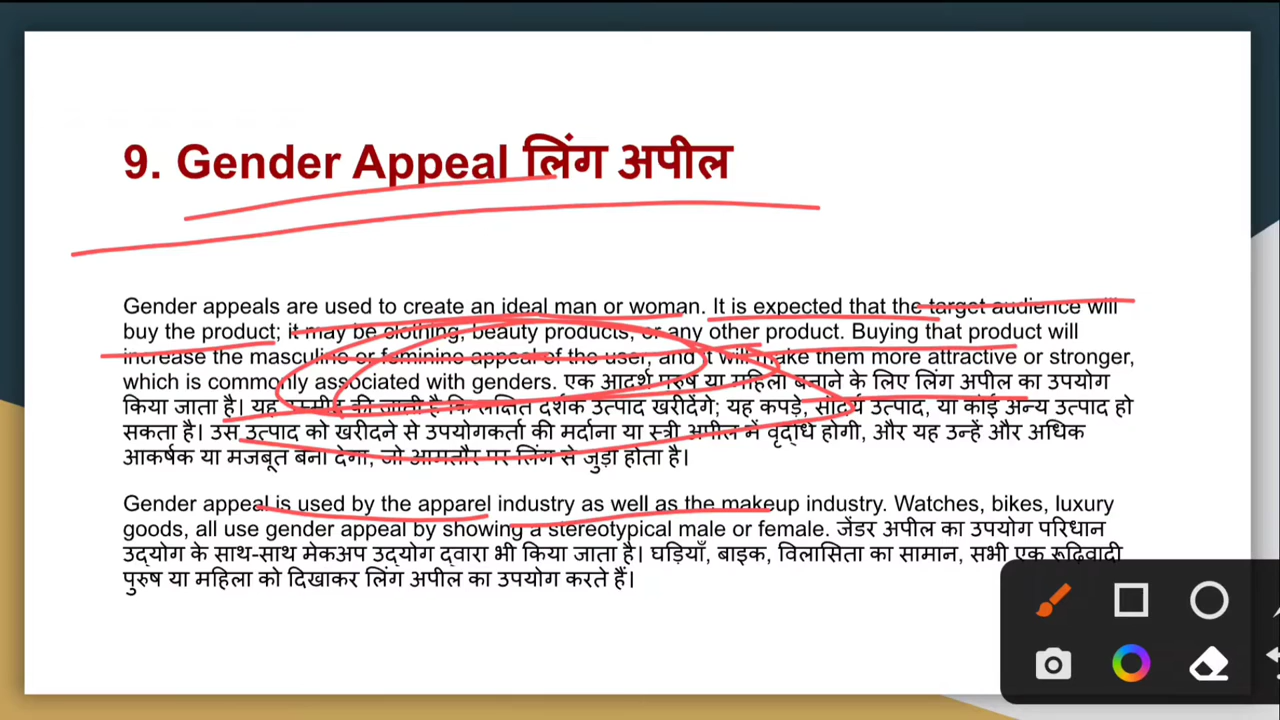 9. Gender Appeal लिंग अपील
Gender appeals are used to create an ideal man or woman. It is expected that the target audience will
buy the product; it may be clothing, beauty products, or any other product. Buying that product will
increase the masculine or feminine appeal of the user, and it will make them more attractive or stronger,
which is commonly associated with genders. एक आदर्श पुरुष या महिला बनाने के लिए लिंग अपील का उपयोग
किया जाता है। यह उम्मीद की जाती है कि लक्षित दर्शक उत्पाद खरीदेंगे; यह कपड़े, सौंदर्य उत्पाद, या कोई अन्य उत्पाद हो
सकता है। उस उत्पाद को खरीदने से उपयोगकर्ता की मर्दाना या स्त्री अपील में वृद्धि होगी, और यह उन्हें और अधिक
आकर्षक या मजबूत बना देगा, जो आमतौर पर लिंग से जुड़ा होता है।
Gender appeal is used by the apparel industry as well as the makeup industry. Watches, bikes, luxury
goods, all use gender appeal by showing a stereotypical male or female. जेंडर अपील का उपयोग परिधान
उद्योग के साथ-साथ मेकअप उद्योग द्वारा भी किया जाता है। घड़ियाँ, बाइक, विलासिता का सामान, सभी एक रूढ़िवादी
पुरुष या महिला को दिखाकर लिंग अपील का उपयोग करते हैं।